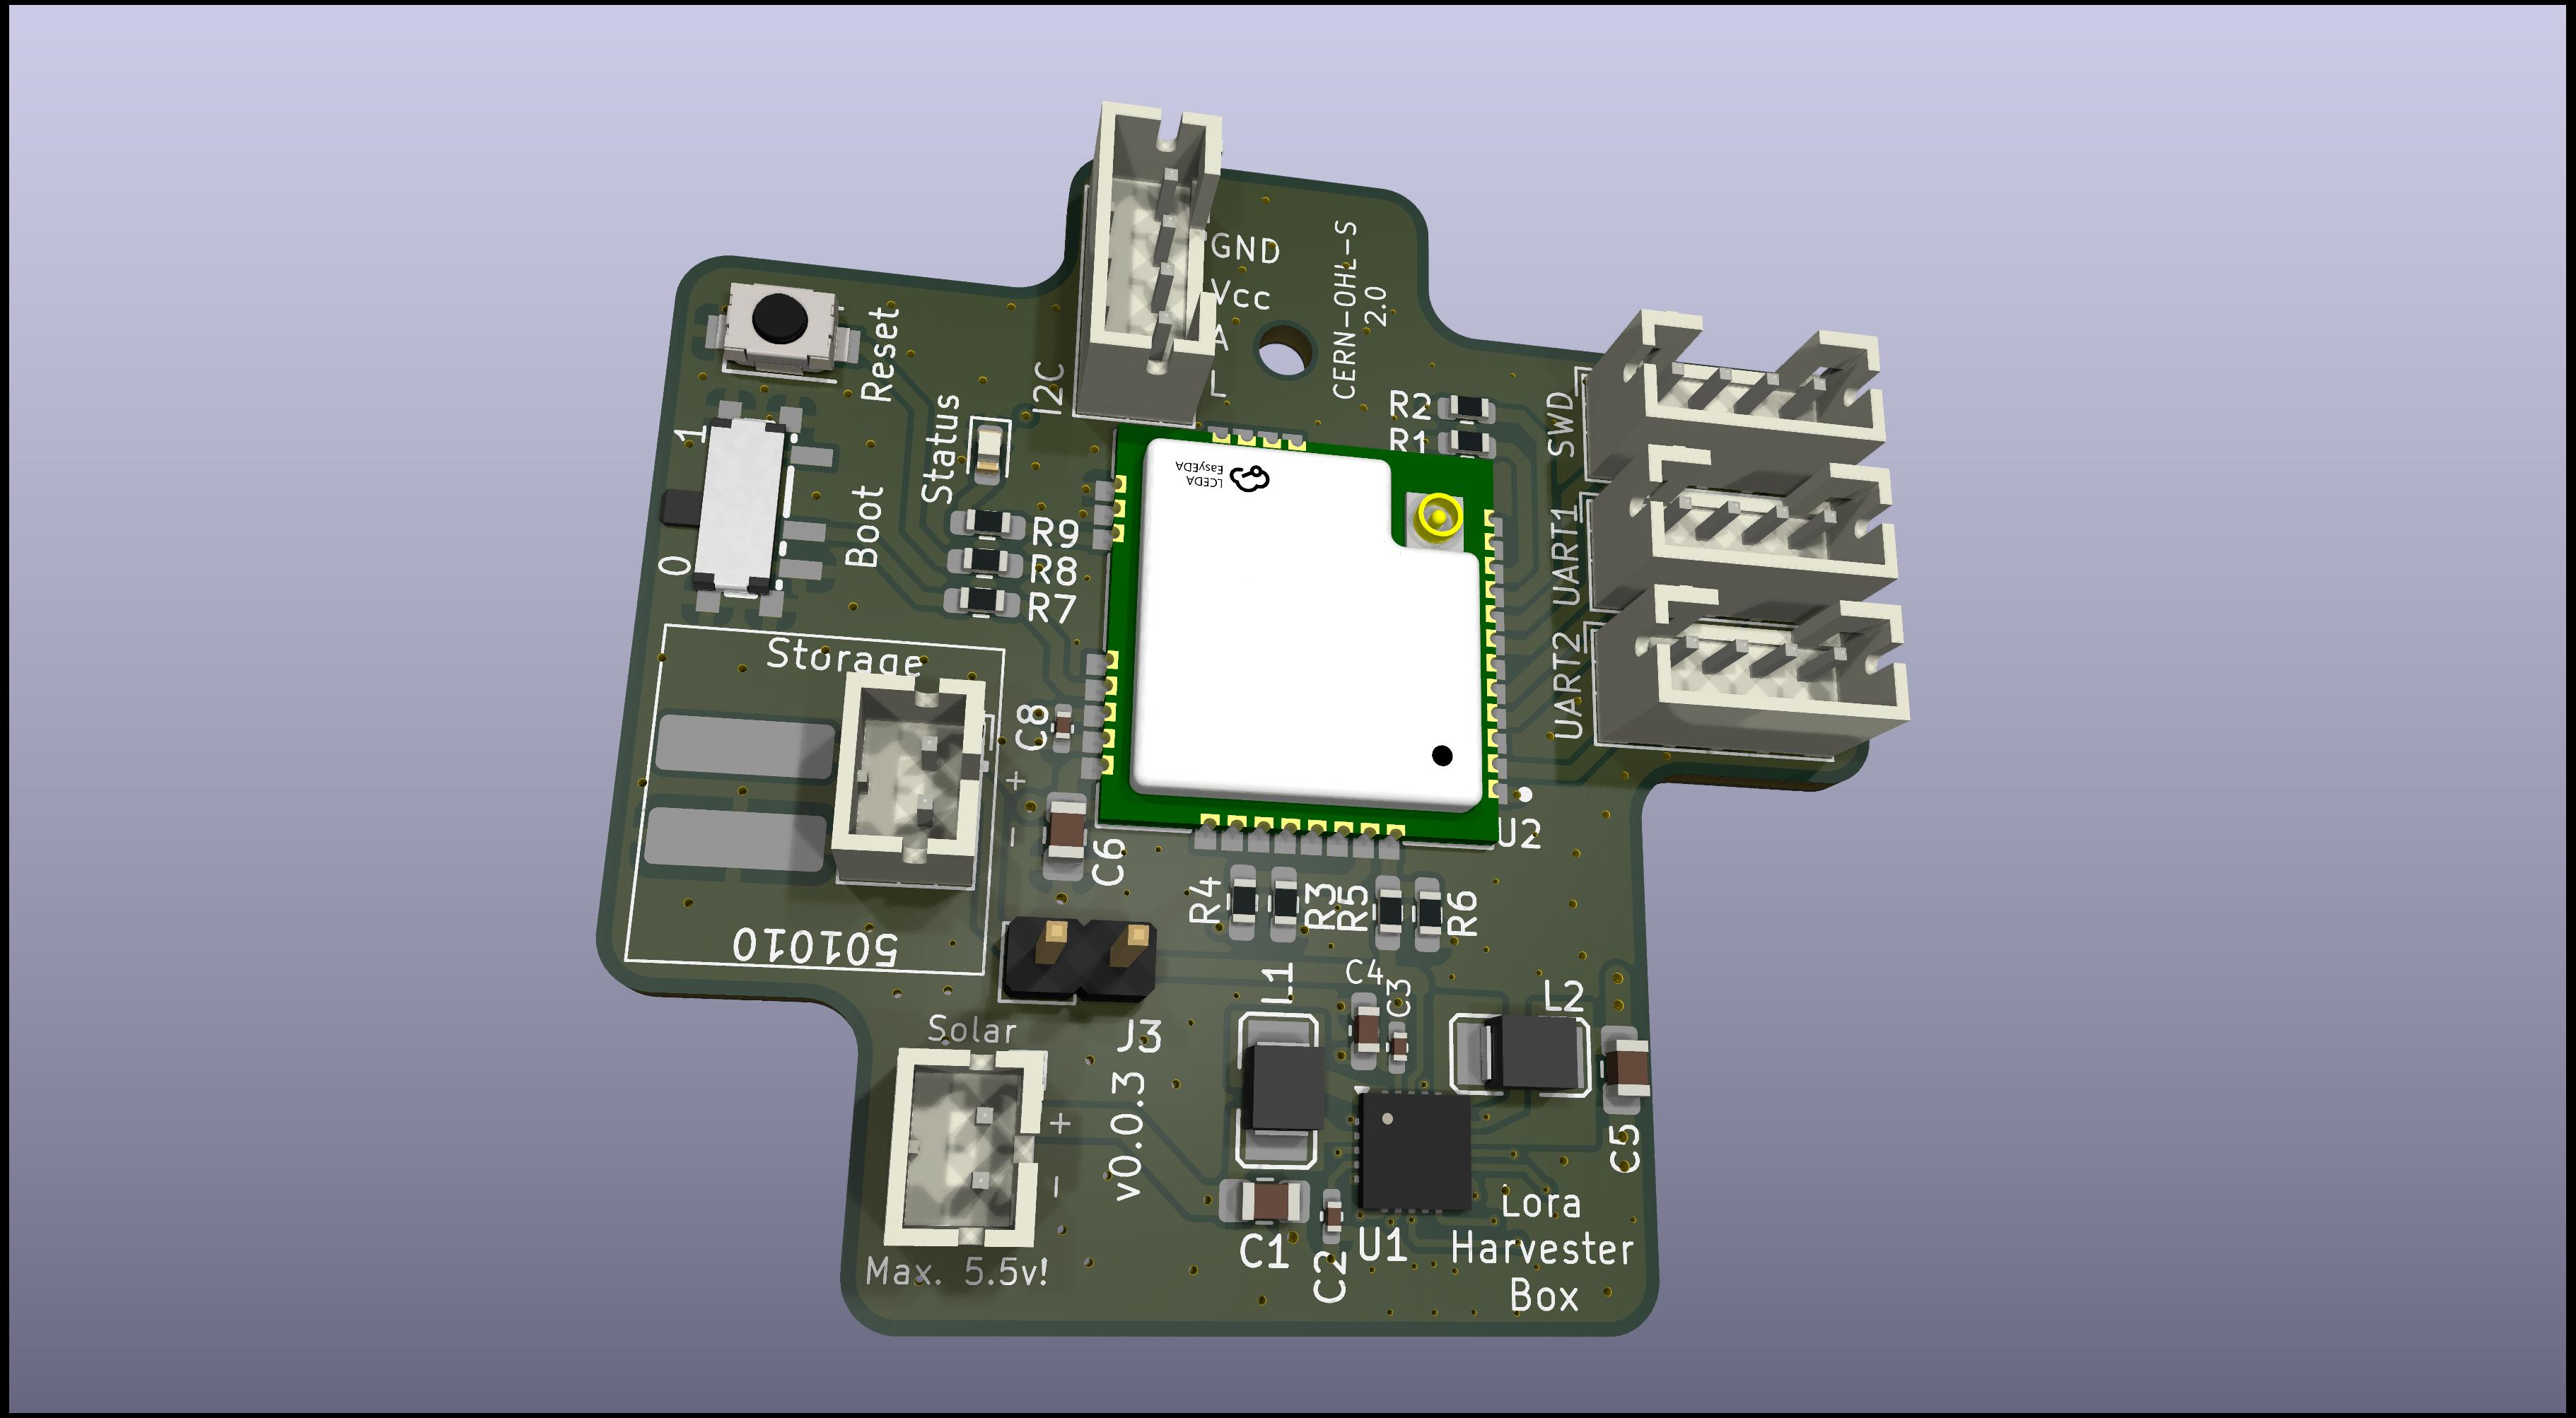 GND
Vcc
A
L
I2C
CERN-OHL-S
2.0
Reset
1
0
Boot
Status
R9
R8
R7
R2
R1
SWD
UART1
UART2
LCEDA
EasyEDA
Storage
501010
C8
+
-
C6
U2
R4
R3
R5
R6
Solar
+
-
Max. 5.5v!
J3
v0.0.3
L1
C4
C3
L2
C5
C1
C2
U1
Lora
Harvester
Box